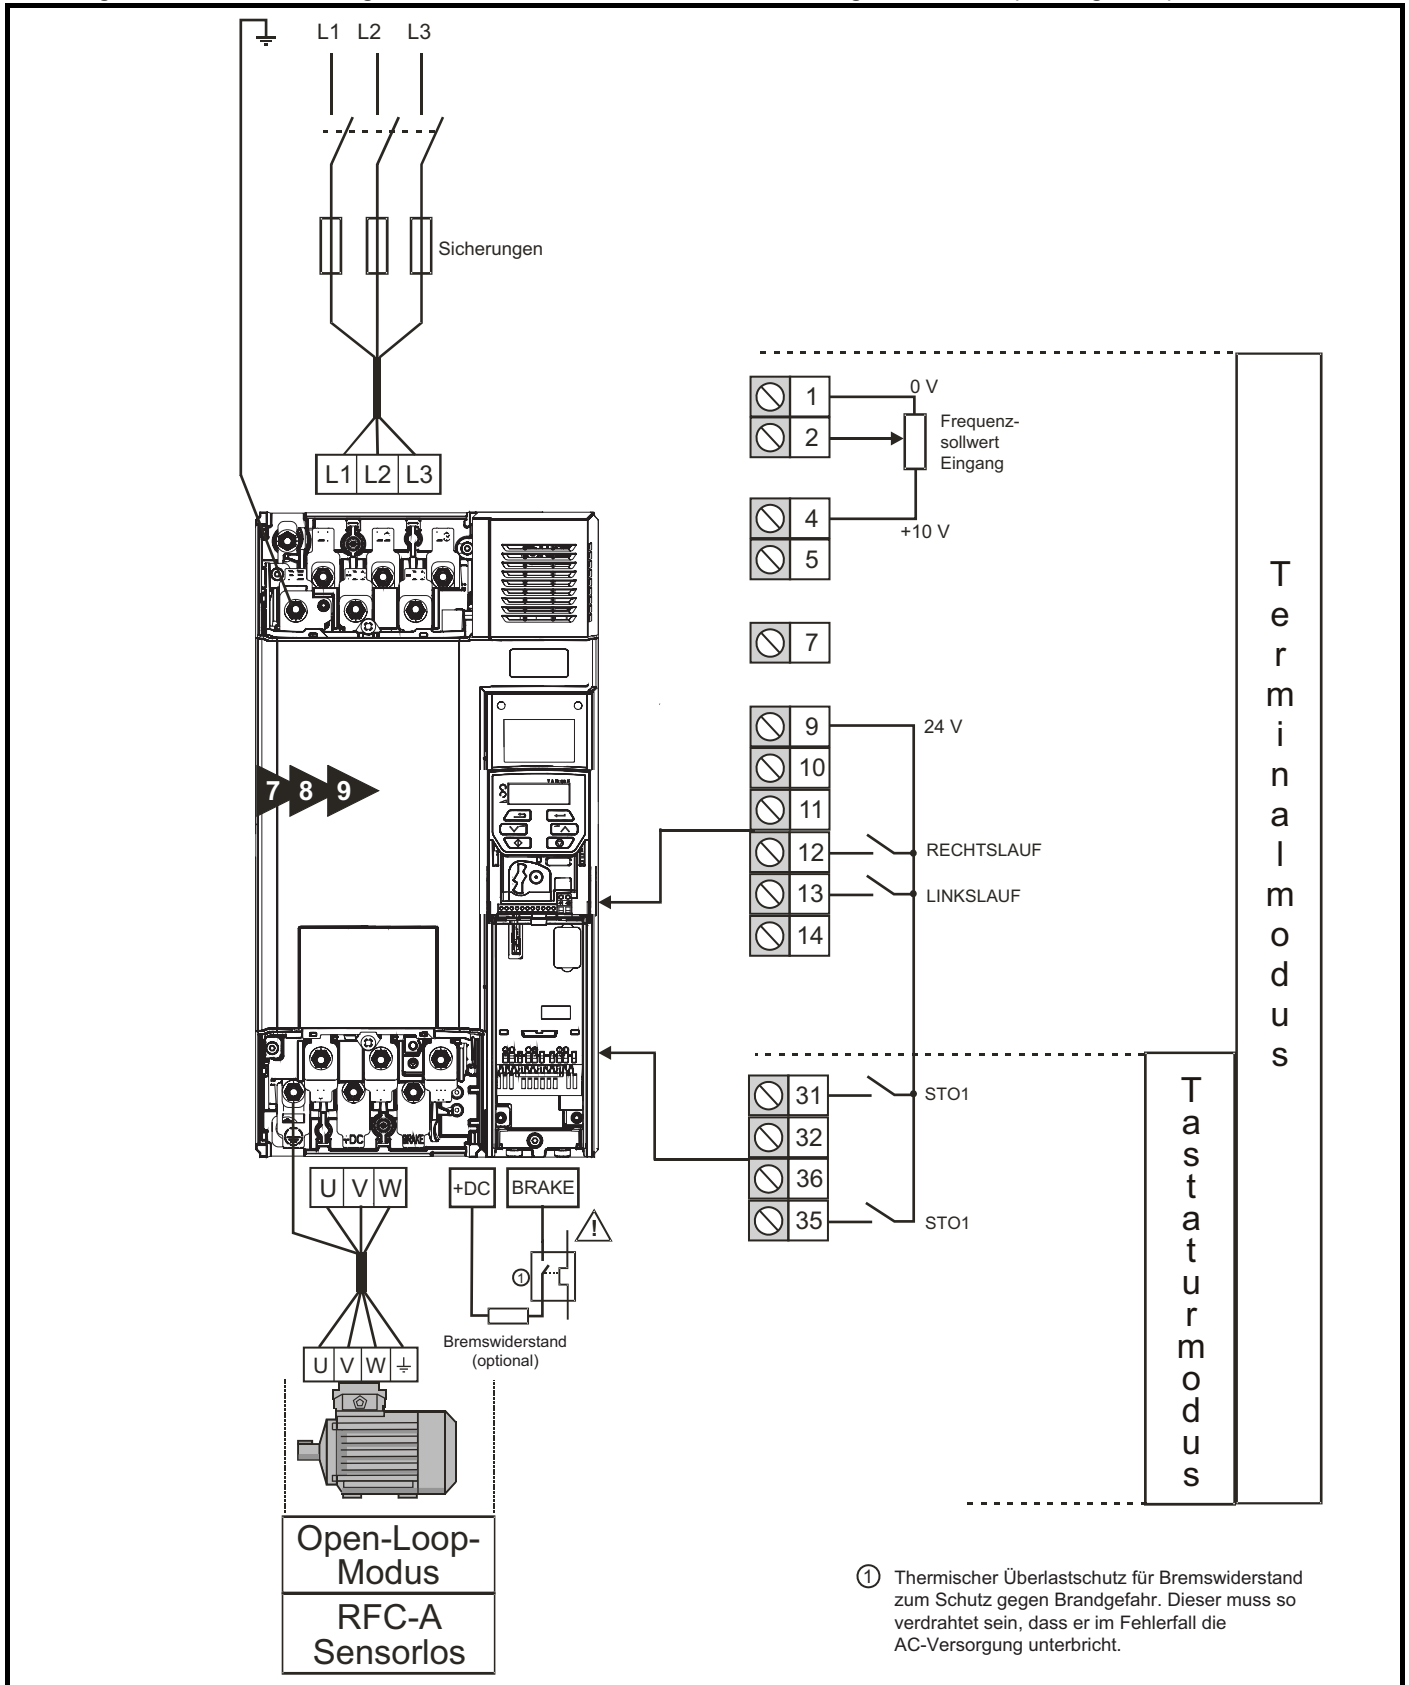 L1 L2 L3
Sicherungen
L1 L2 L3
1
0 V
2
Frequenz-
sollwert
Eingang
4
+10 V
5
7
9
24 V
10
11
12
RECHTSLAUF
13
LINKSLAUF
14
31
STO1
32
36
35
STO1
Terminalmodus
Tastaturmodus
7 8 9
+DC
BRAKE
U V W
+DC
BRAKE
1
Bremswiderstand
(optional)
U V W
Open-Loop-
Modus
RFC-A
Sensorlos
1 Thermischer Überlastschutz für Bremswiderstand
zum Schutz gegen Brandgefahr. Dieser muss so
verdrahtet sein, dass er im Fehlerfall die
AC-Versorgung unterbricht.